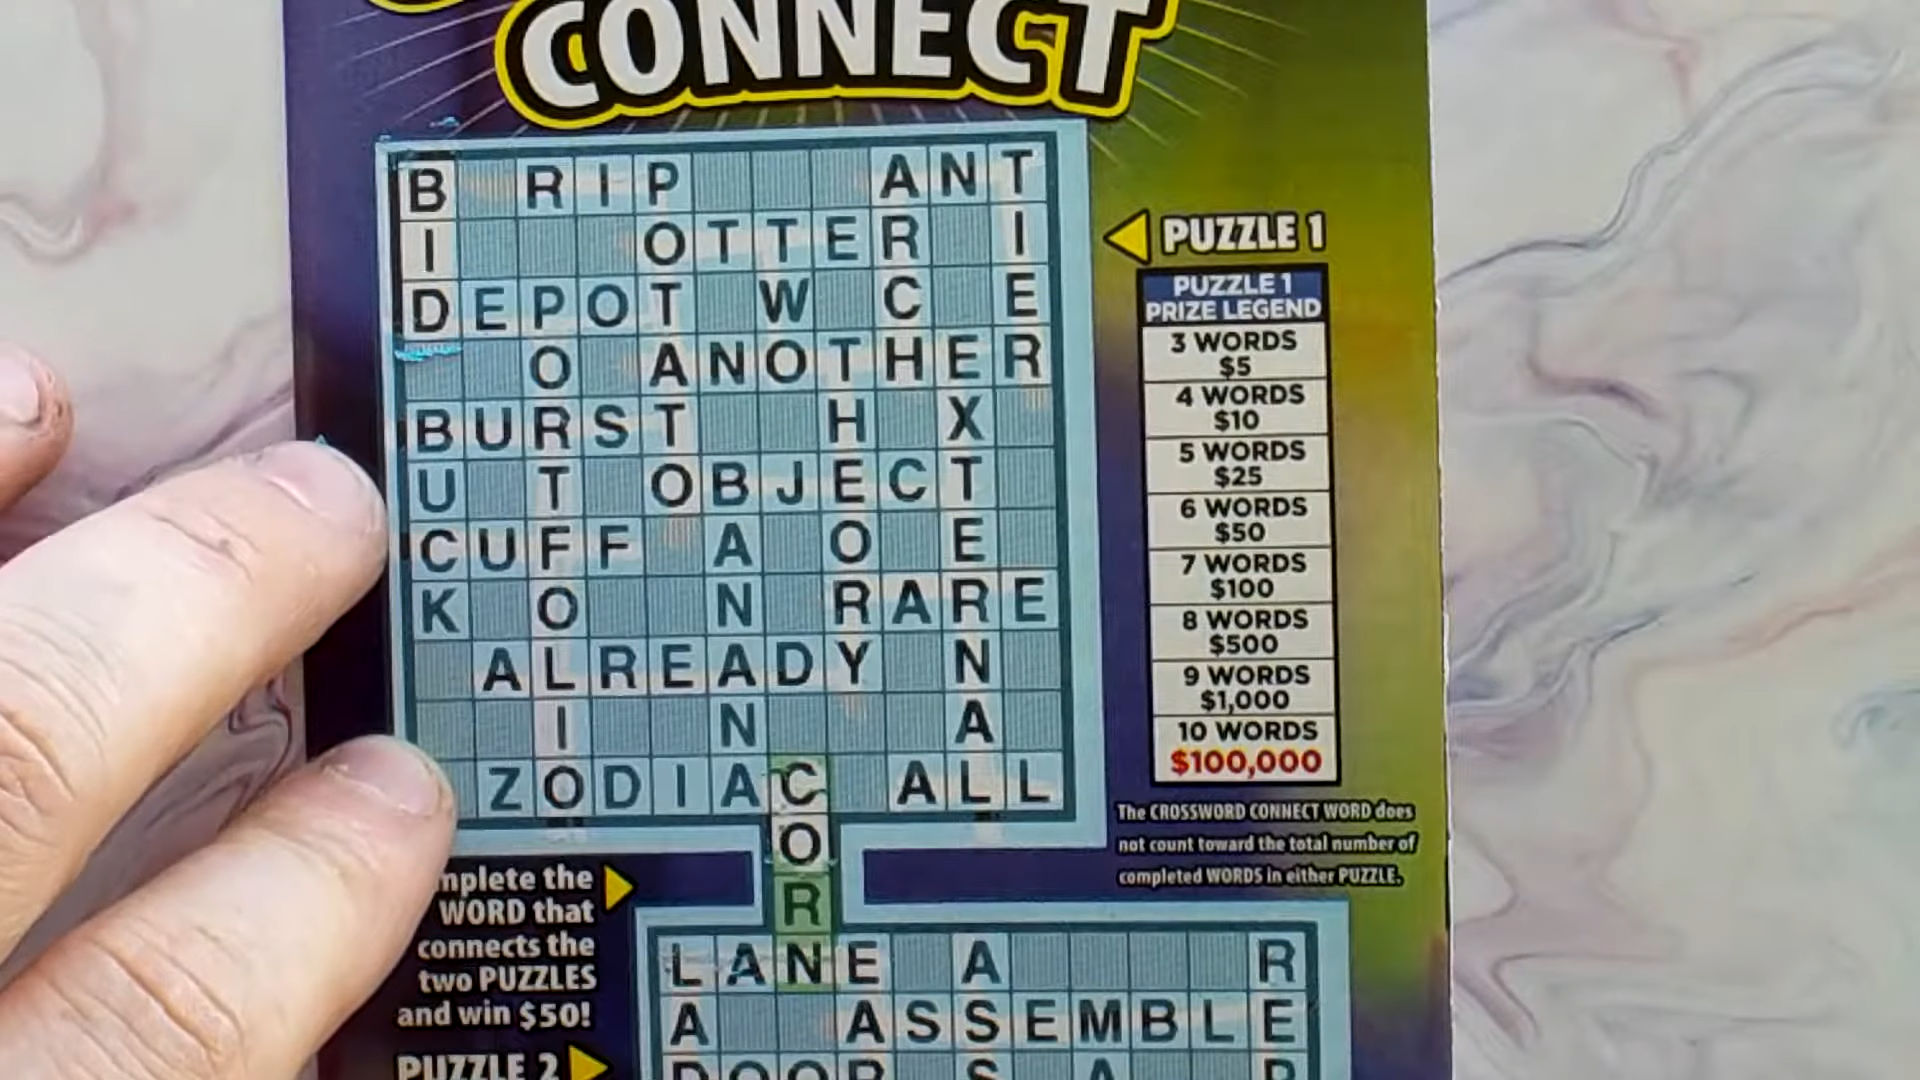 CONNECT
B RIP ANT
I OTTER I
DEPOT W C E
O ANOTHER
BURST H X
U T OBJECT
CUFF A O E
K O N RARE
ALREADY N
I N A
ZODIAC ALL
O
R
LANE A R
A ASSEMBLE
DOOR S A P
PUZZLE 1
PUZZLE 1
PRIZE LEGEND
3 WORDS
$5
4 WORDS
$10
5 WORDS
$25
6 WORDS
$50
7 WORDS
$100
8 WORDS
$500
9 WORDS
$1,000
10 WORDS
$100,000
The CROSSWORD CONNECT WORD does
not count toward the total number of
completed WORDS in either PUZZLE.
mplete the
WORD that
connects the
two PUZZLES
and win $50!
PUZZLE 2